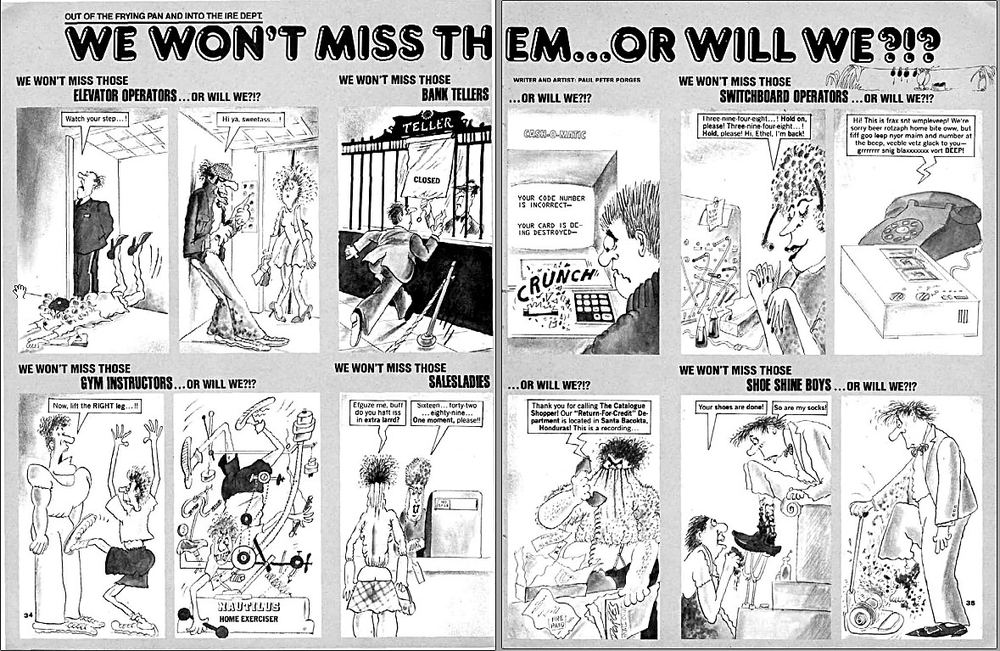 OUT OF THE FRYING PAN AND INTO THE IRE DEPT.
WE WON'T MISS THEM...OR WILL WE?!?
WRITER AND ARTIST: PAUL PETER PORGES
WE WON'T MISS THOSE
ELEVATOR OPERATORS...OR WILL WE?!?
Watch your step...!
Hi ya, sweetass...!
WE WON'T MISS THOSE
BANK TELLERS
...OR WILL WE?!?
TELLER
CLOSED
CASH-O-MATIC
YOUR CODE NUMBER
IS INCORRECT—
YOUR CARD IS BE-
ING DESTROYED—
CRUNCH
WE WON'T MISS THOSE
SWITCHBOARD OPERATORS...OR WILL WE?!?
Three-nine-four-eight...! Hold on,
please! Three-nine-four-eight...!
Hold, please! Hi, Ethel, I'm back!
Hi! This is frax snt wmpleveep! We're
sorry beer rotzaph home bite oww, but
fiff goo leep nyor maim and number at
the beep, veeble vetz glack to you—
grrrrrrr snig blaxxxxxxx vort BEEP!
WE WON'T MISS THOSE
GYM INSTRUCTORS...OR WILL WE?!?
Now, lift the RIGHT leg...!!
NAUTILUS
HOME EXERCISER
WE WON'T MISS THOSE
SALESLADIES
...OR WILL WE?!?
Efguze me, buff
do you haft iss
in extra lard?
Sixteen... forty-two
...eighty-nine...
One moment, please!!
Thank you for calling The Catalogue
Shopper! Our "Return-For-Credit" De-
partment is located in Santa Bacokta,
Honduras! This is a recording...
WE WON'T MISS THOSE
SHOE SHINE BOYS...OR WILL WE?!?
Your shoes are done!
So are my socks!
34
35